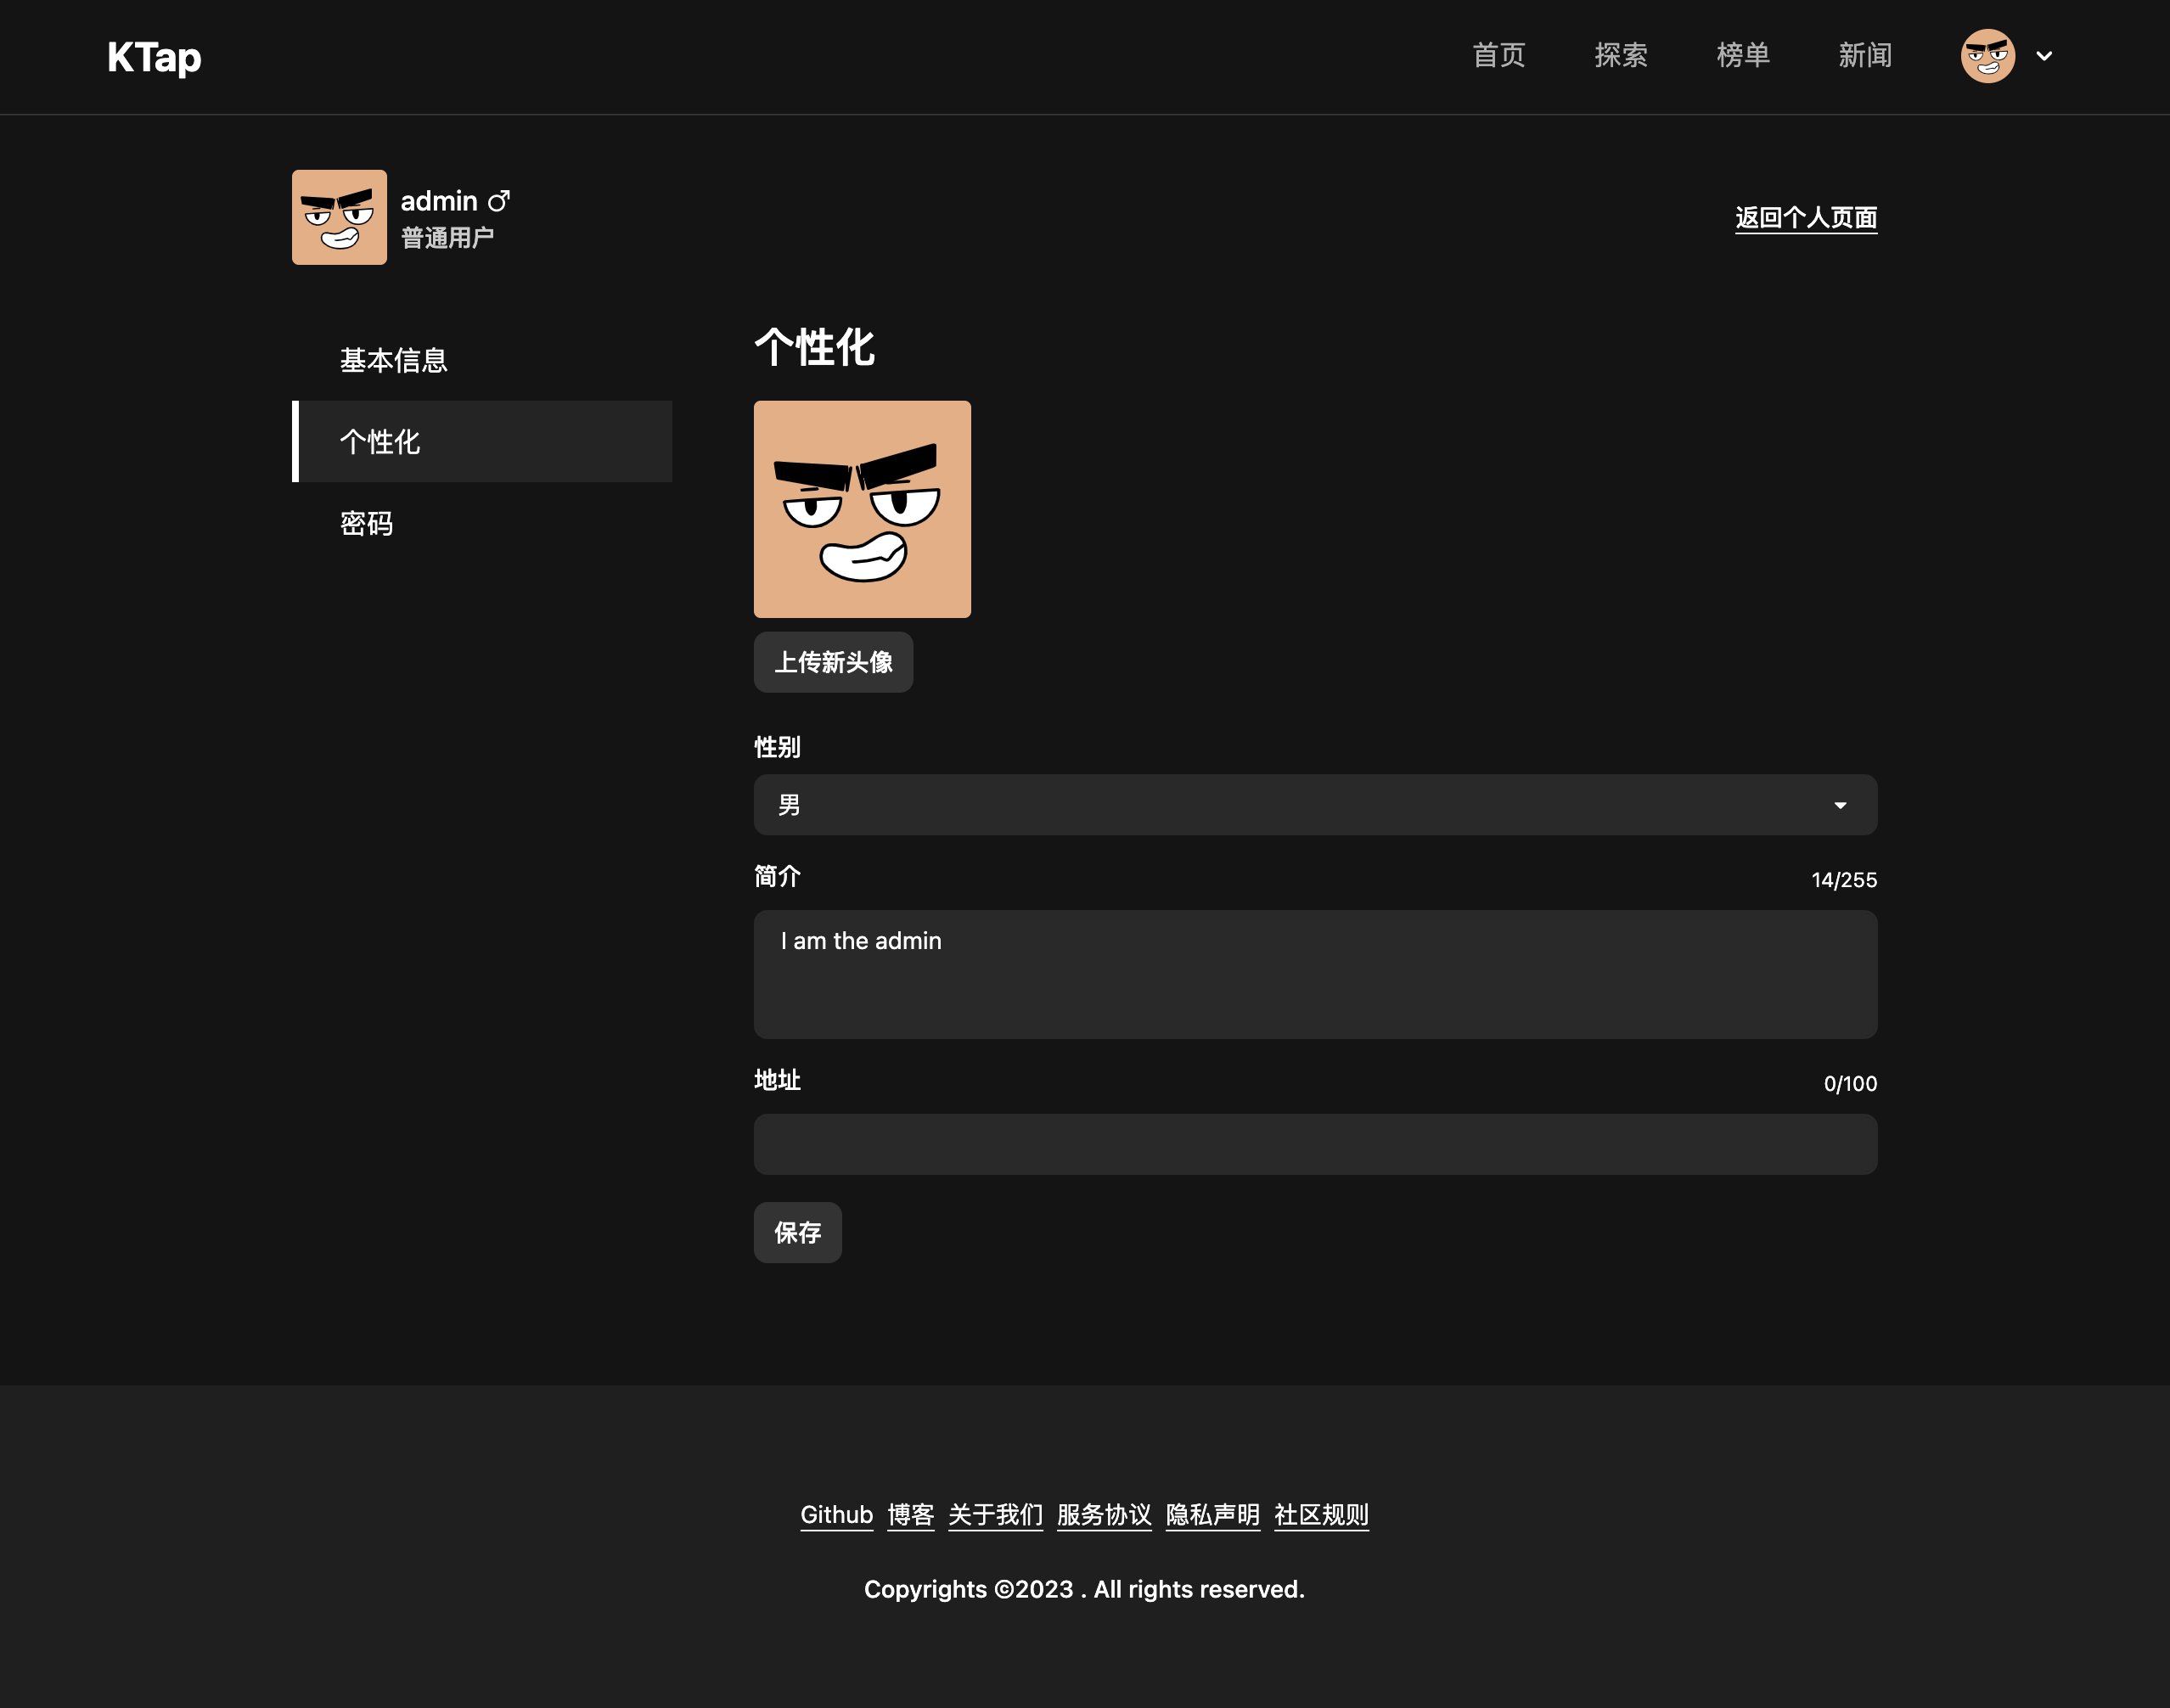 KTap
首页 探索 榜单 新闻
admin ♂
普通用户
返回个人页面
基本信息
个性化
密码
个性化
上传新头像
性别
男
简介 14/255
I am the admin
地址 0/100
保存
Github 博客 关于我们 服务协议 隐私声明 社区规则
Copyrights ©2023 . All rights reserved.